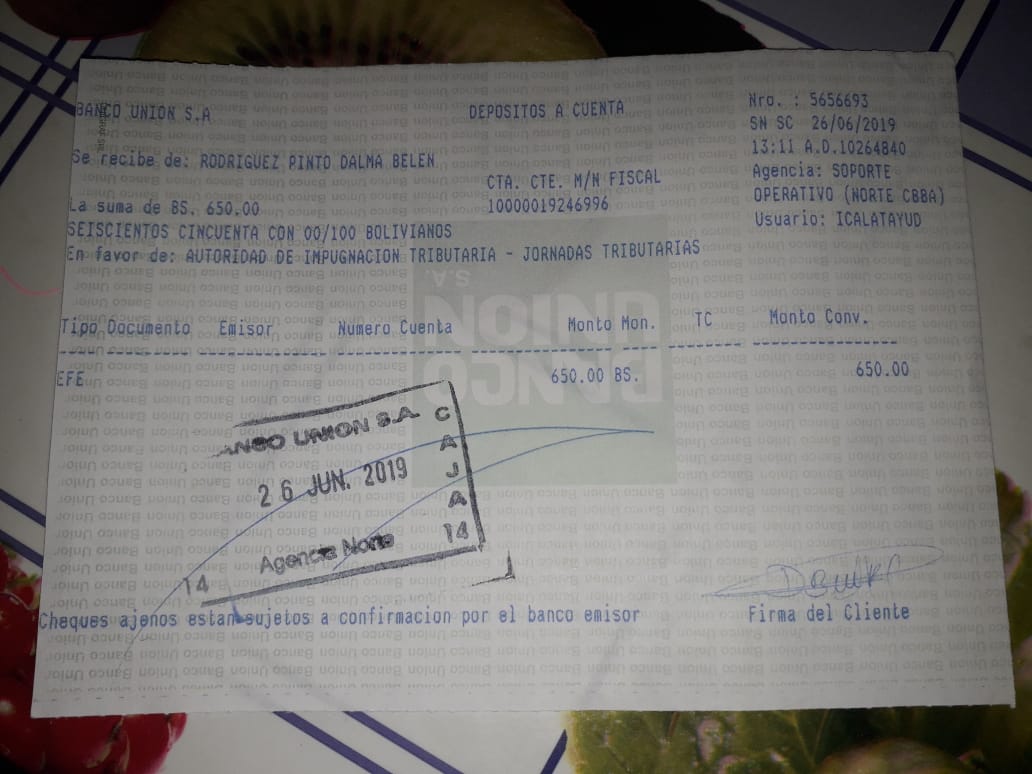 BANCO UNION S.A
DEPOSITOS A CUENTA
Nro. : 5656693
SN SC 26/06/2019
13:11 A.D.10264840
Agencia: SOPORTE
OPERATIVO (NORTE CBBA)
Usuario: ICALATAYUD
Se recibe de: RODRIGUEZ PINTO DALMA BELEN
CTA. CTE. M/N FISCAL
10000019246996
La suma de BS. 650.00
SEISCIENTOS CINCUENTA CON 00/100 BOLIVIANOS
En favor de: AUTORIDAD DE IMPUGNACION TRIBUTARIA - JORNADAS TRIBUTARIAS
BANCO UNION S.A.
Tipo Documento Emisor Numero Cuenta Monto Mon. TC Monto Conv.
EFE 650.00 BS. 650.00
ANCO UNION S.A.
26 JUN. 2019
Agencia Norte
14
CAJA 14
Cheques ajenos estan sujetos a confirmacion por el banco emisor
Firma del Cliente